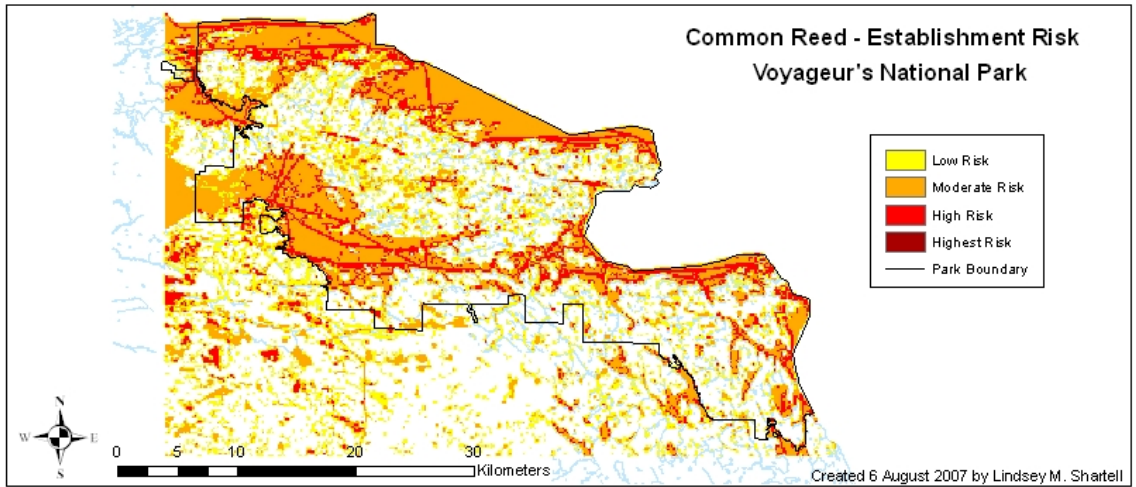 Common Reed - Establishment Risk
Voyageur's National Park
Low Risk
Moderate Risk
High Risk
Highest Risk
Park Boundary
N
W E
S
0 5 10 20 30
Kilometers
Created 6 August 2007 by Lindsey M. Shartell